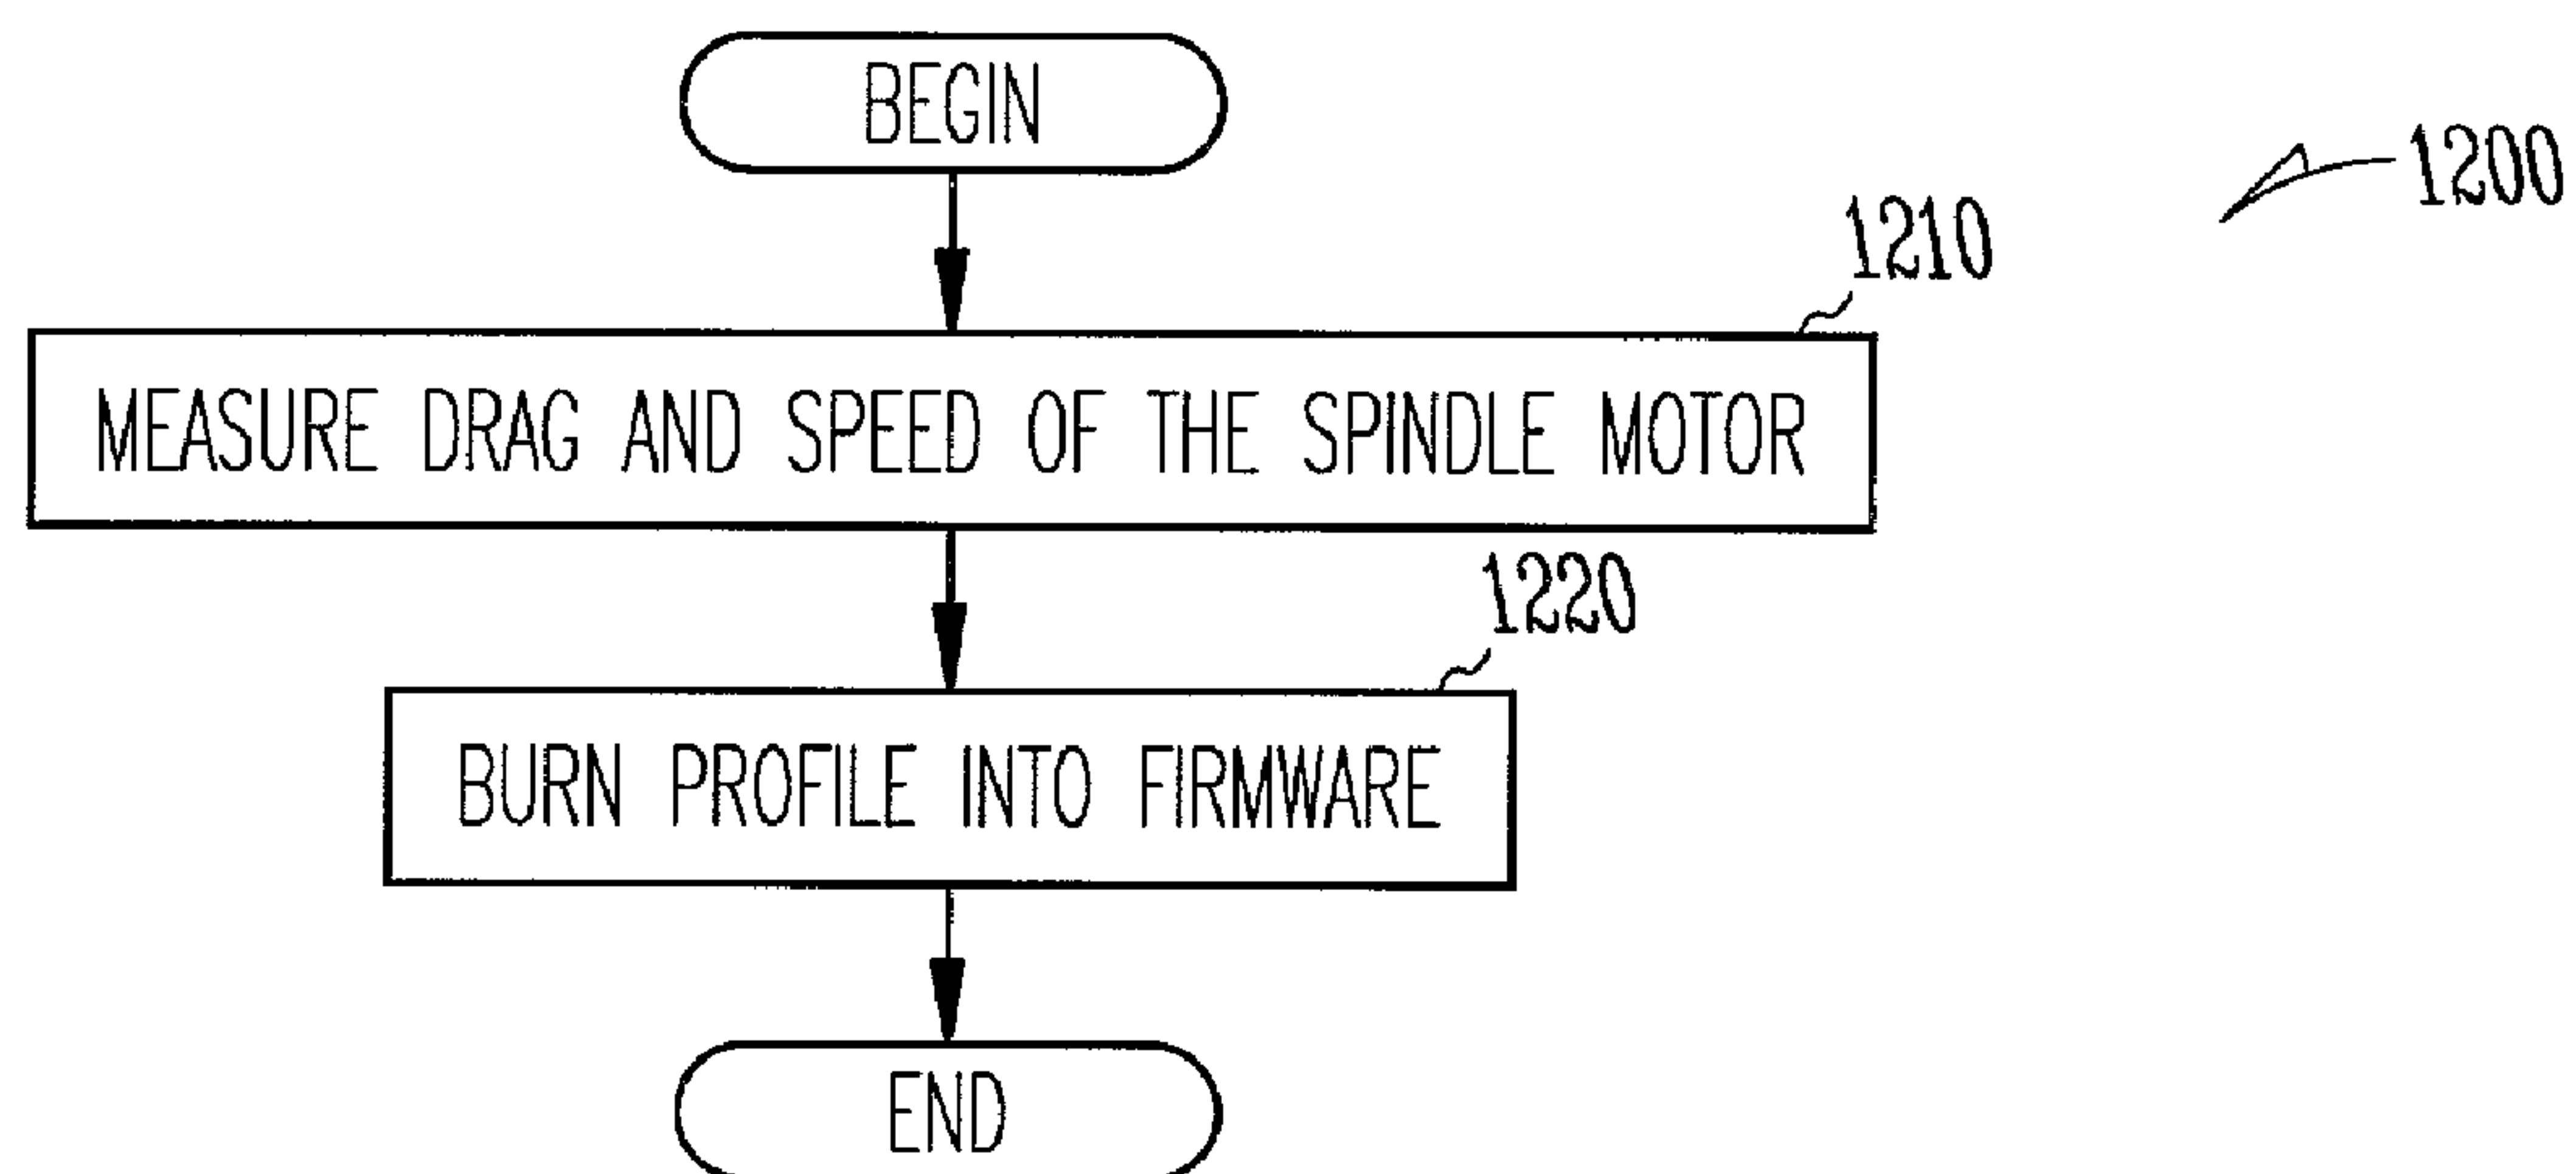 BEGIN
1200
1210
MEASURE DRAG AND SPEED OF THE SPINDLE MOTOR
1220
BURN PROFILE INTO FIRMWARE
END